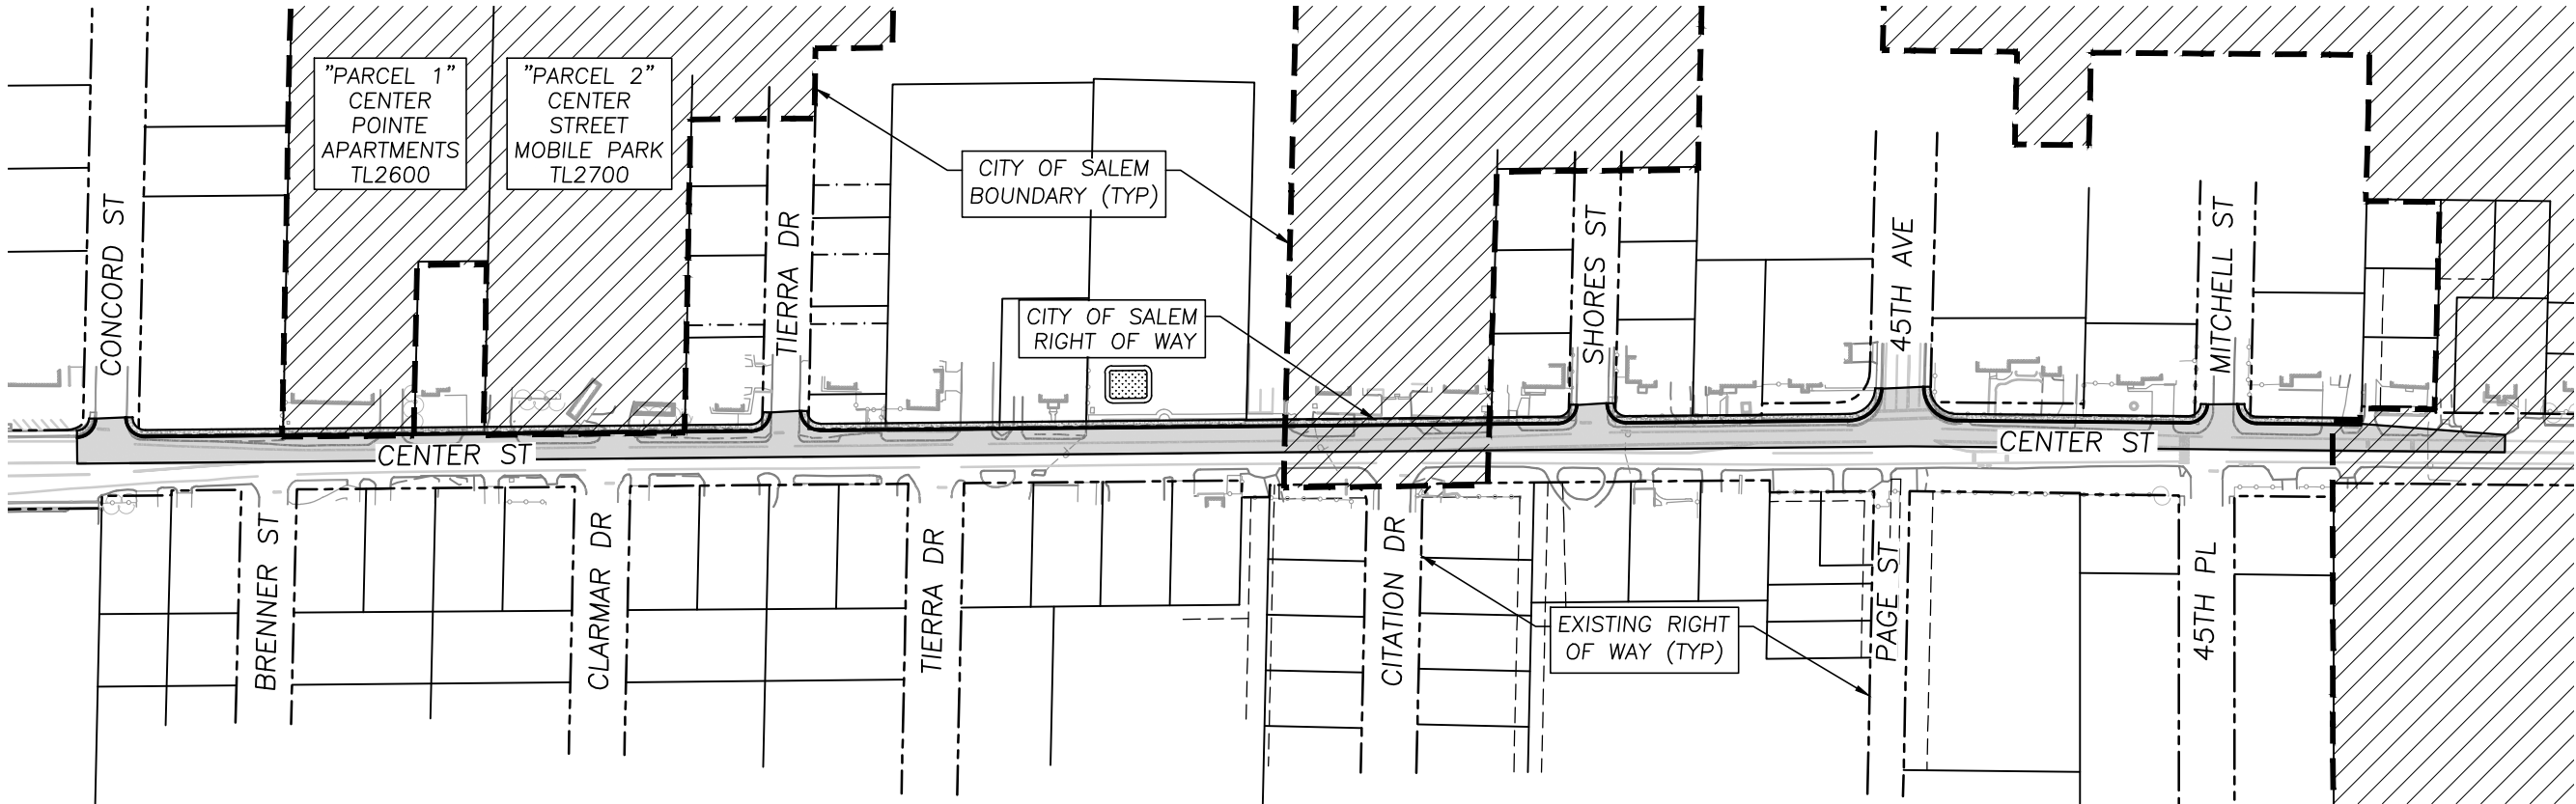 "PARCEL 1"
CENTER
POINTE
APARTMENTS
TL2600
"PARCEL 2"
CENTER
STREET
MOBILE PARK
TL2700
CITY OF SALEM
BOUNDARY (TYP)
CITY OF SALEM
RIGHT OF WAY
CONCORD ST
TIERRA DR
SHORES ST
45TH AVE
MITCHELL ST
CENTER ST
CENTER ST
BRENNER ST
CLARMAR DR
TIERRA DR
CITATION DR
EXISTING RIGHT
OF WAY (TYP)
PAGE ST
45TH PL